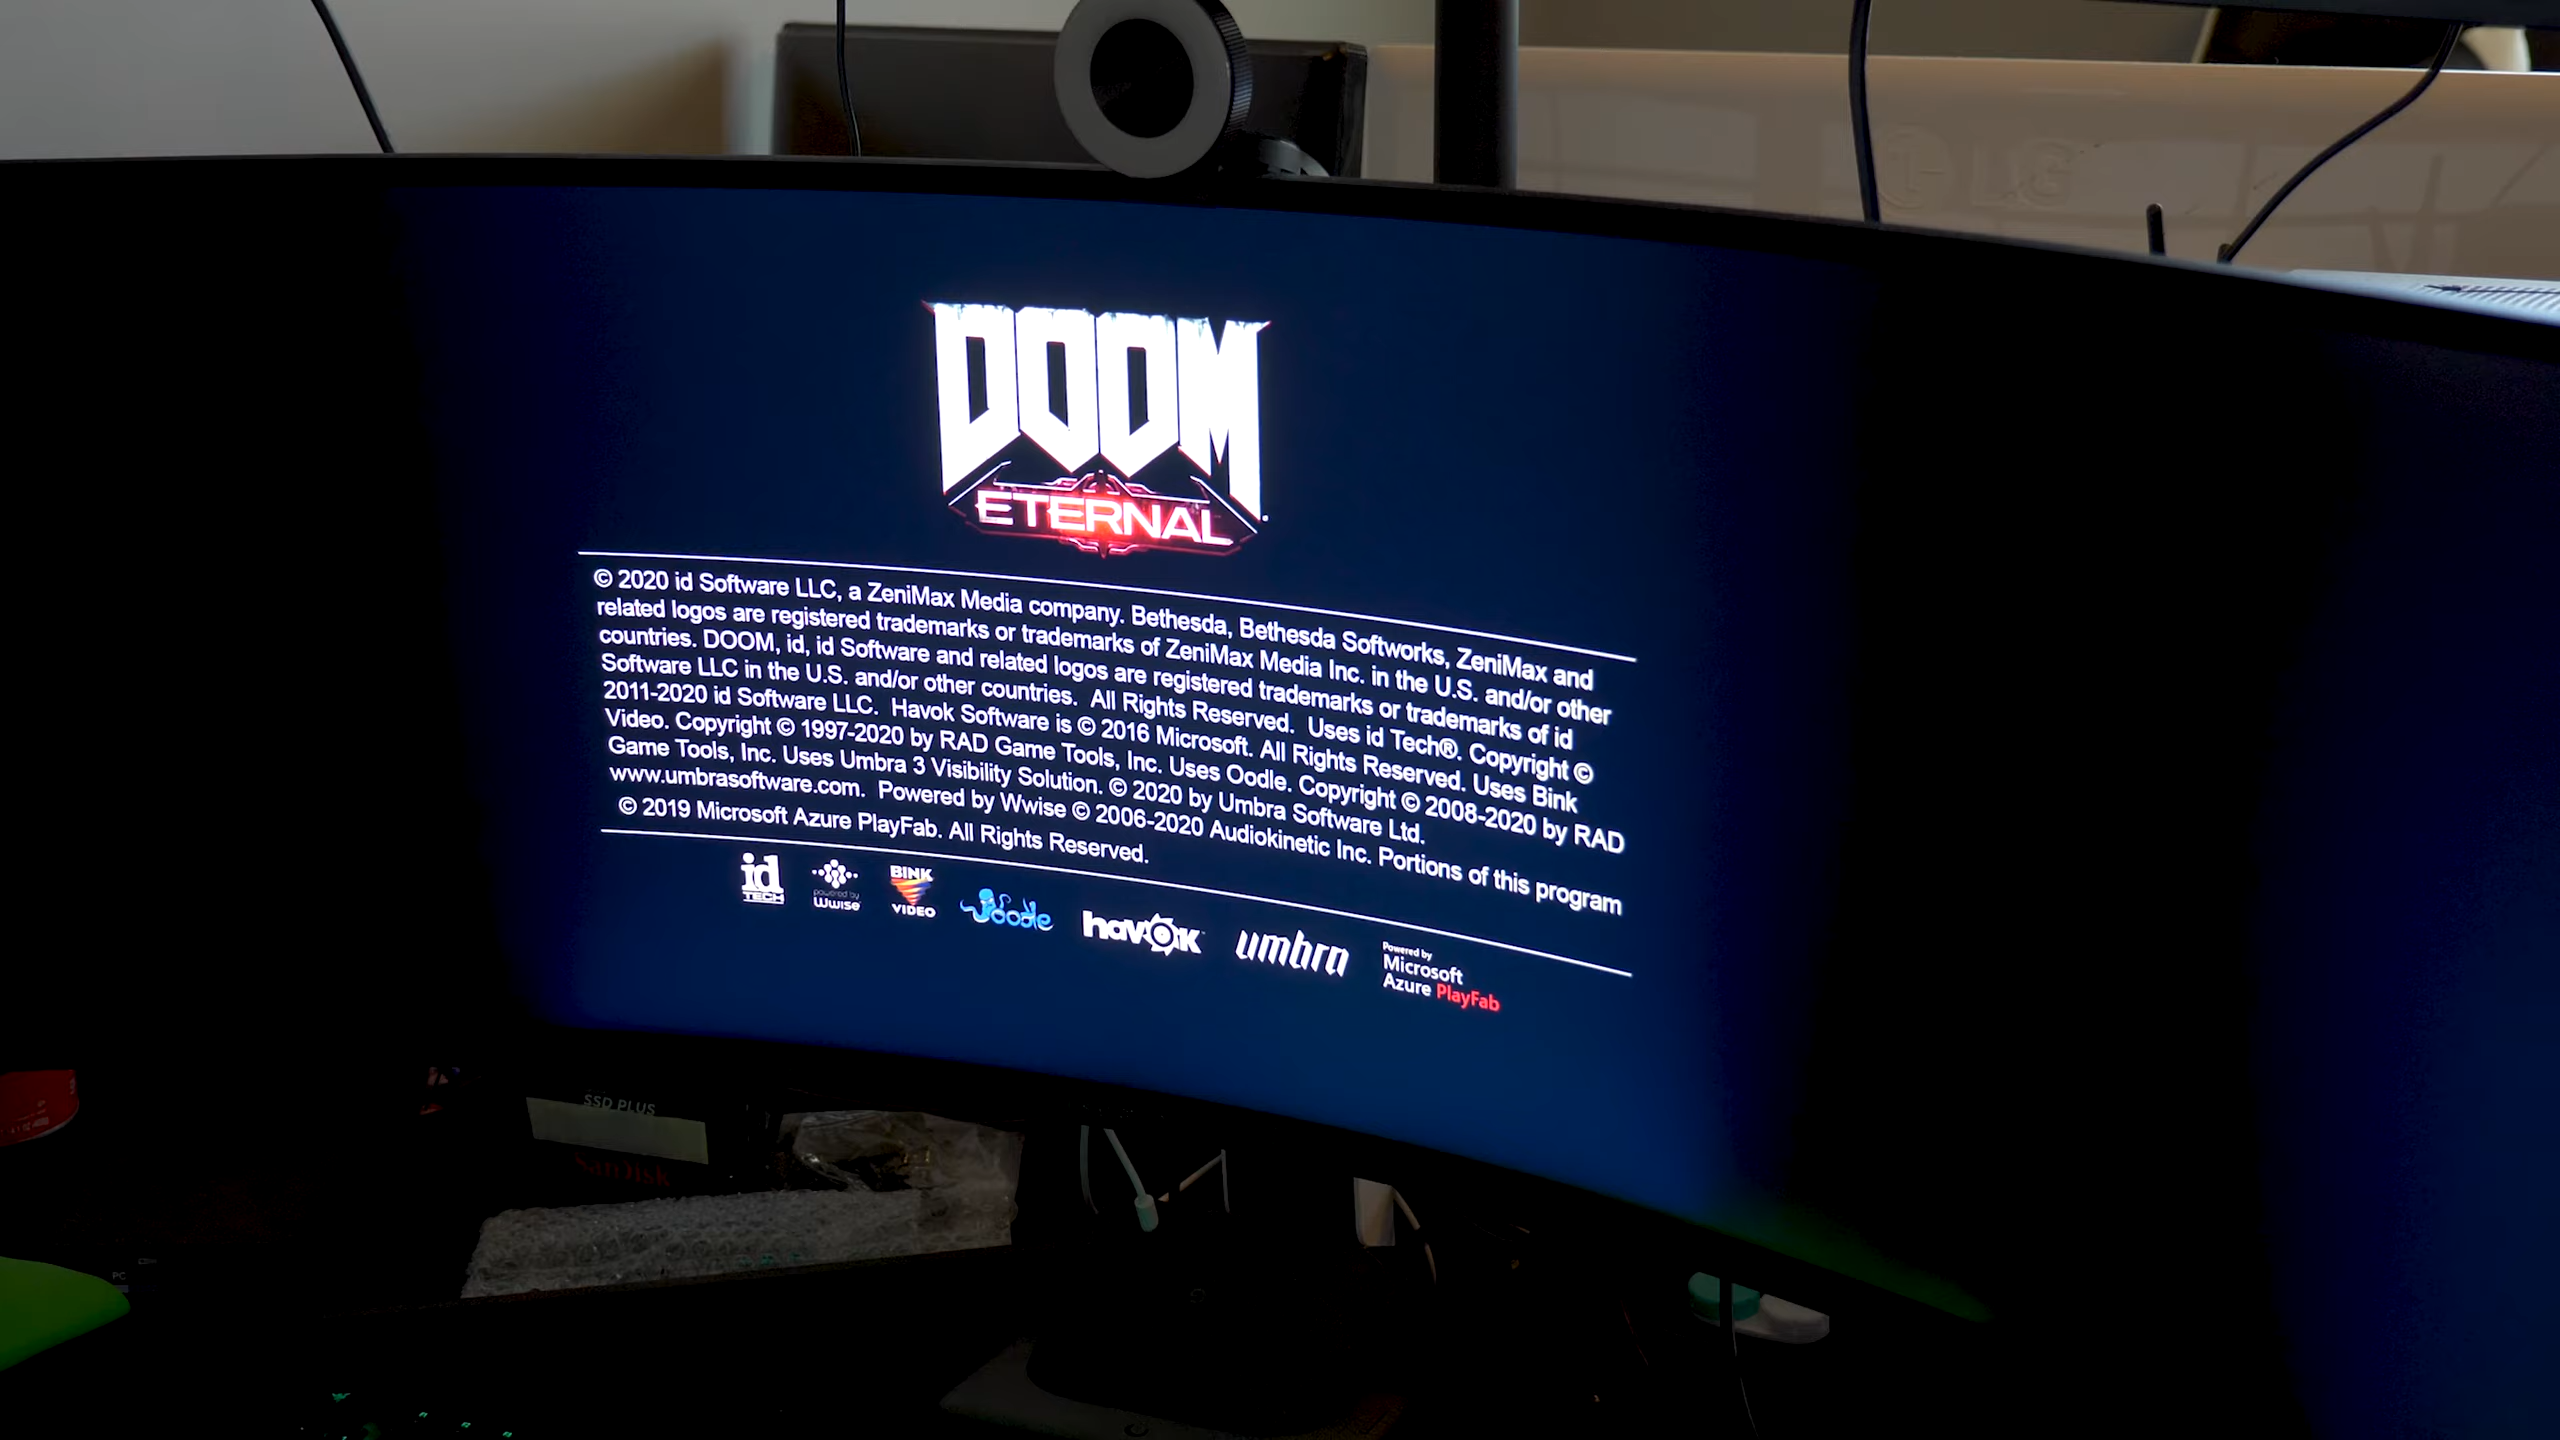 LG
DOOM
ETERNAL
© 2020 id Software LLC, a ZeniMax Media company. Bethesda, Bethesda Softworks, ZeniMax and
related logos are registered trademarks or trademarks of ZeniMax Media Inc. in the U.S. and/or other
countries. DOOM, id, id Software and related logos are registered trademarks or trademarks of id
Software LLC in the U.S. and/or other countries. All Rights Reserved. Uses id Tech®. Copyright ©
2011-2020 id Software LLC. Havok Software is © 2016 Microsoft. All Rights Reserved. Uses Bink
Video. Copyright © 1997-2020 by RAD Game Tools, Inc. Uses Oodle. Copyright © 2008-2020 by RAD
Game Tools, Inc. Uses Umbra 3 Visibility Solution. © 2020 by Umbra Software Ltd.
www.umbrasoftware.com. Powered by Wwise © 2006-2020 Audiokinetic Inc. Portions of this program
© 2019 Microsoft Azure PlayFab. All Rights Reserved.
id
TECH
powered by
Wwise
BINK
VIDEO
oodle
havok
umbra
Powered by
Microsoft
Azure PlayFab
SSD PLUS
SanDisk
PC